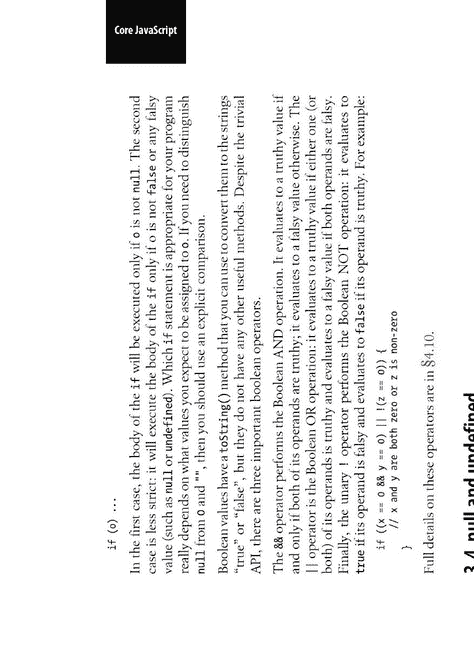 Core JavaScript
if (o) ...
In the first case, the body of the if will be executed only if o is not null. The second
case is less strict: it will execute the body of the if only if o is not false or any falsy
value (such as null or undefined). Which if statement is appropriate for your program
really depends on what values you expect to be assigned to o. If you need to distinguish
null from 0 and "", then you should use an explicit comparison.
Boolean values have a toString() method that you can use to convert them to the strings
“true” or “false”, but they do not have any other useful methods. Despite the trivial
API, there are three important boolean operators.
The && operator performs the Boolean AND operation. It evaluates to a truthy value if
and only if both of its operands are truthy; it evaluates to a falsy value otherwise. The
|| operator is the Boolean OR operation: it evaluates to a truthy value if either one (or
both) of its operands is truthy and evaluates to a falsy value if both operands are falsy.
Finally, the unary ! operator performs the Boolean NOT operation: it evaluates to
true if its operand is falsy and evaluates to false if its operand is truthy. For example:
if ((x == 0 && y == 0) || !(z == 0)) {
// x and y are both zero or z is non-zero
}
Full details on these operators are in §4.10.
3.4 null and undefined